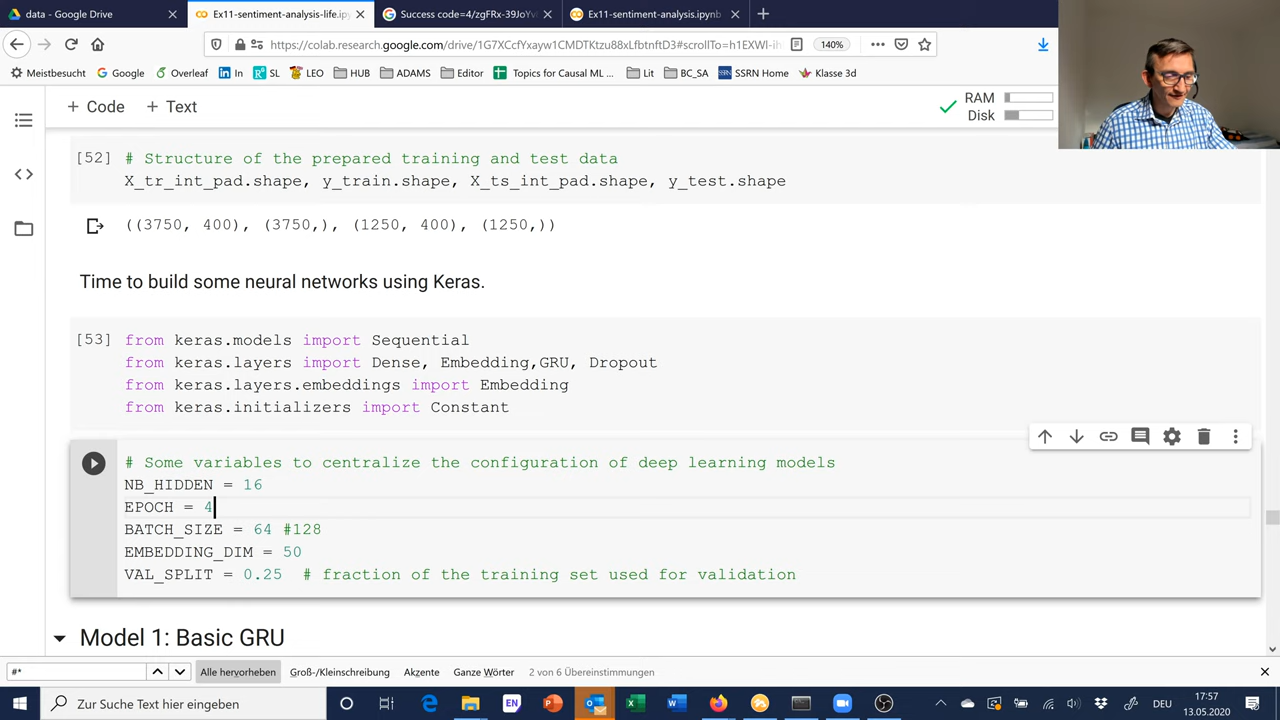 data - Google Drive
Ex11-sentiment-analysis-life.ipy
Success code=4/zgFRx-39JoYv
Ex11-sentiment-analysis.ipynb
https://colab.research.google.com/drive/1G7XCcfYxayw1CMDTKtzu88xLfbtnftD3#scrollTo=h1EXWl-ih
140%
Meistbesucht
Google
Overleaf
In
SL
LEO
HUB
ADAMS
Editor
Topics for Causal ML ...
Lit
BC_SA
SSRN Home
Klasse 3d
+ Code + Text
RAM
Disk
[52] # Structure of the prepared training and test data
X_tr_int_pad.shape, y_train.shape, X_ts_int_pad.shape, y_test.shape
((3750, 400), (3750,), (1250, 400), (1250,))
Time to build some neural networks using Keras.
[53] from keras.models import Sequential
from keras.layers import Dense, Embedding,GRU, Dropout
from keras.layers.embeddings import Embedding
from keras.initializers import Constant
# Some variables to centralize the configuration of deep learning models
NB_HIDDEN = 16
EPOCH = 4
BATCH_SIZE = 64 #128
EMBEDDING_DIM = 50
VAL_SPLIT = 0.25 # fraction of the training set used for validation
Model 1: Basic GRU
#*
Alle hervorheben
Groß-/Kleinschreibung
Akzente
Ganze Wörter
2 von 6 Übereinstimmungen
Zur Suche Text hier eingeben
EN
DEU
17:57
13.05.2020